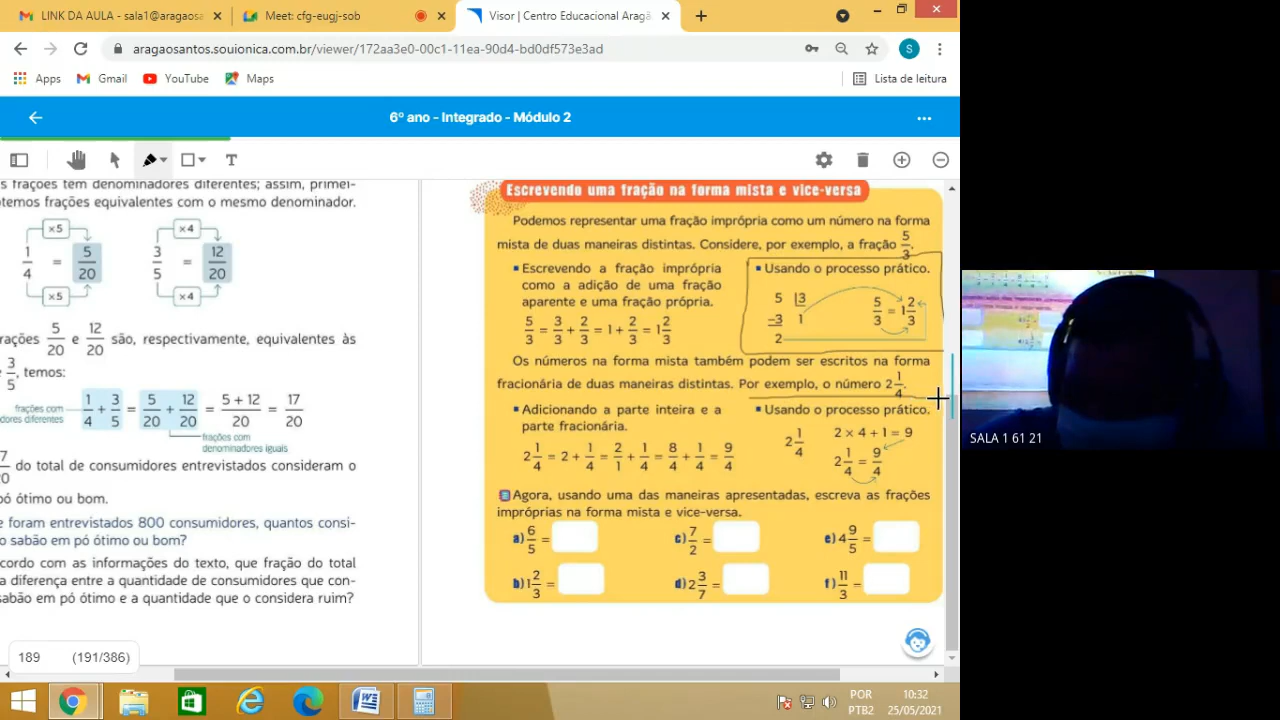 LINK DA AULA - sala1@aragaosa
Meet: cfg-eugj-sob
Visor | Centro Educacional Aragã
aragaosantos.souionica.com.br/viewer/172aa3e0-00c1-11ea-90d4-bd0df573e3ad
S
Apps
Gmail
YouTube
Maps
Lista de leitura
6º ano - Integrado - Módulo 2
T
s frações têm denominadores diferentes; assim, primei-
temos frações equivalentes com o mesmo denominador.
×5 ×4
1/4 = 5/20 3/5 = 12/20
×5 ×4
rações 5/20 e 12/20 são, respectivamente, equivalentes às
e 3/5, temos:
frações com
dores diferentes
1/4 + 3/5 = 5/20 + 12/20 = (5 + 12)/20 = 17/20
frações com
denominadores iguais
7/20 do total de consumidores entrevistados consideram o
pó ótimo ou bom.
e foram entrevistados 800 consumidores, quantos consi-
o sabão em pó ótimo ou bom?
cordo com as informações do texto, que fração do total
a diferença entre a quantidade de consumidores que con-
sabão em pó ótimo e a quantidade que o considera ruim?
189 (191/386)
Escrevendo uma fração na forma mista e vice-versa
Podemos representar uma fração imprópria como um número na forma
mista de duas maneiras distintas. Considere, por exemplo, a fração 5/3.
▪ Escrevendo a fração imprópria
como a adição de uma fração
aparente e uma fração própria.
5/3 = 3/3 + 2/3 = 1 + 2/3 = 1 2/3
▪ Usando o processo prático.
5 |3
-3 1
2
5/3 = 1 2/3
Os números na forma mista também podem ser escritos na forma
fracionária de duas maneiras distintas. Por exemplo, o número 2 1/4.
▪ Adicionando a parte inteira e a
parte fracionária.
2 1/4 = 2 + 1/4 = 2/1 + 1/4 = 8/4 + 1/4 = 9/4
▪ Usando o processo prático.
2 1/4 2 × 4 + 1 = 9
2 1/4 = 9/4
Agora, usando uma das maneiras apresentadas, escreva as frações
impróprias na forma mista e vice-versa.
a) 6/5 = c) 7/2 = e) 4 9/5 =
b) 1 2/3 = d) 2 3/7 = f) 11/3 =
SALA 1 61 21
POR
PTB2
10:32
25/05/2021